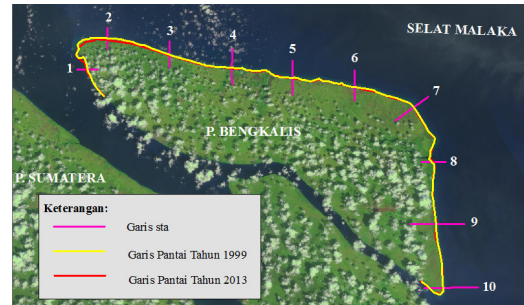 SELAT MALAKA
2
3
4
5
6
1
7
P. BENGKALIS
8
P. SUMATERA
Keterangan:
Garis sta
9
Garis Pantai Tahun 1999
Garis Pantai Tahun 2013
10